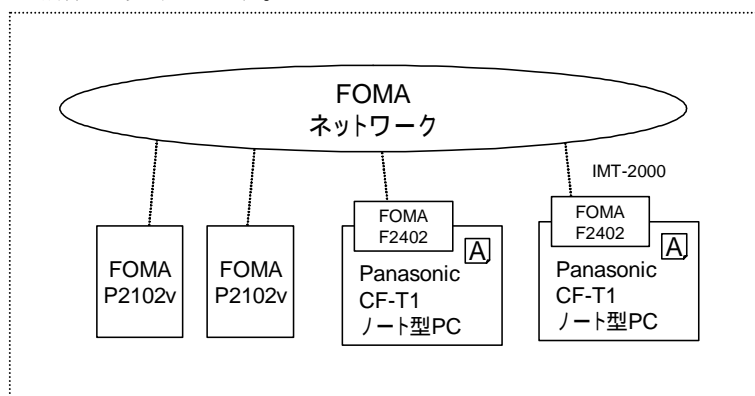 FOMA
ネットワーク
IMT-2000
FOMA
P2102v
FOMA
P2102v
FOMA
F2402
A
Panasonic
CF-T1
ノート型PC
FOMA
F2402
A
Panasonic
CF-T1
ノート型PC